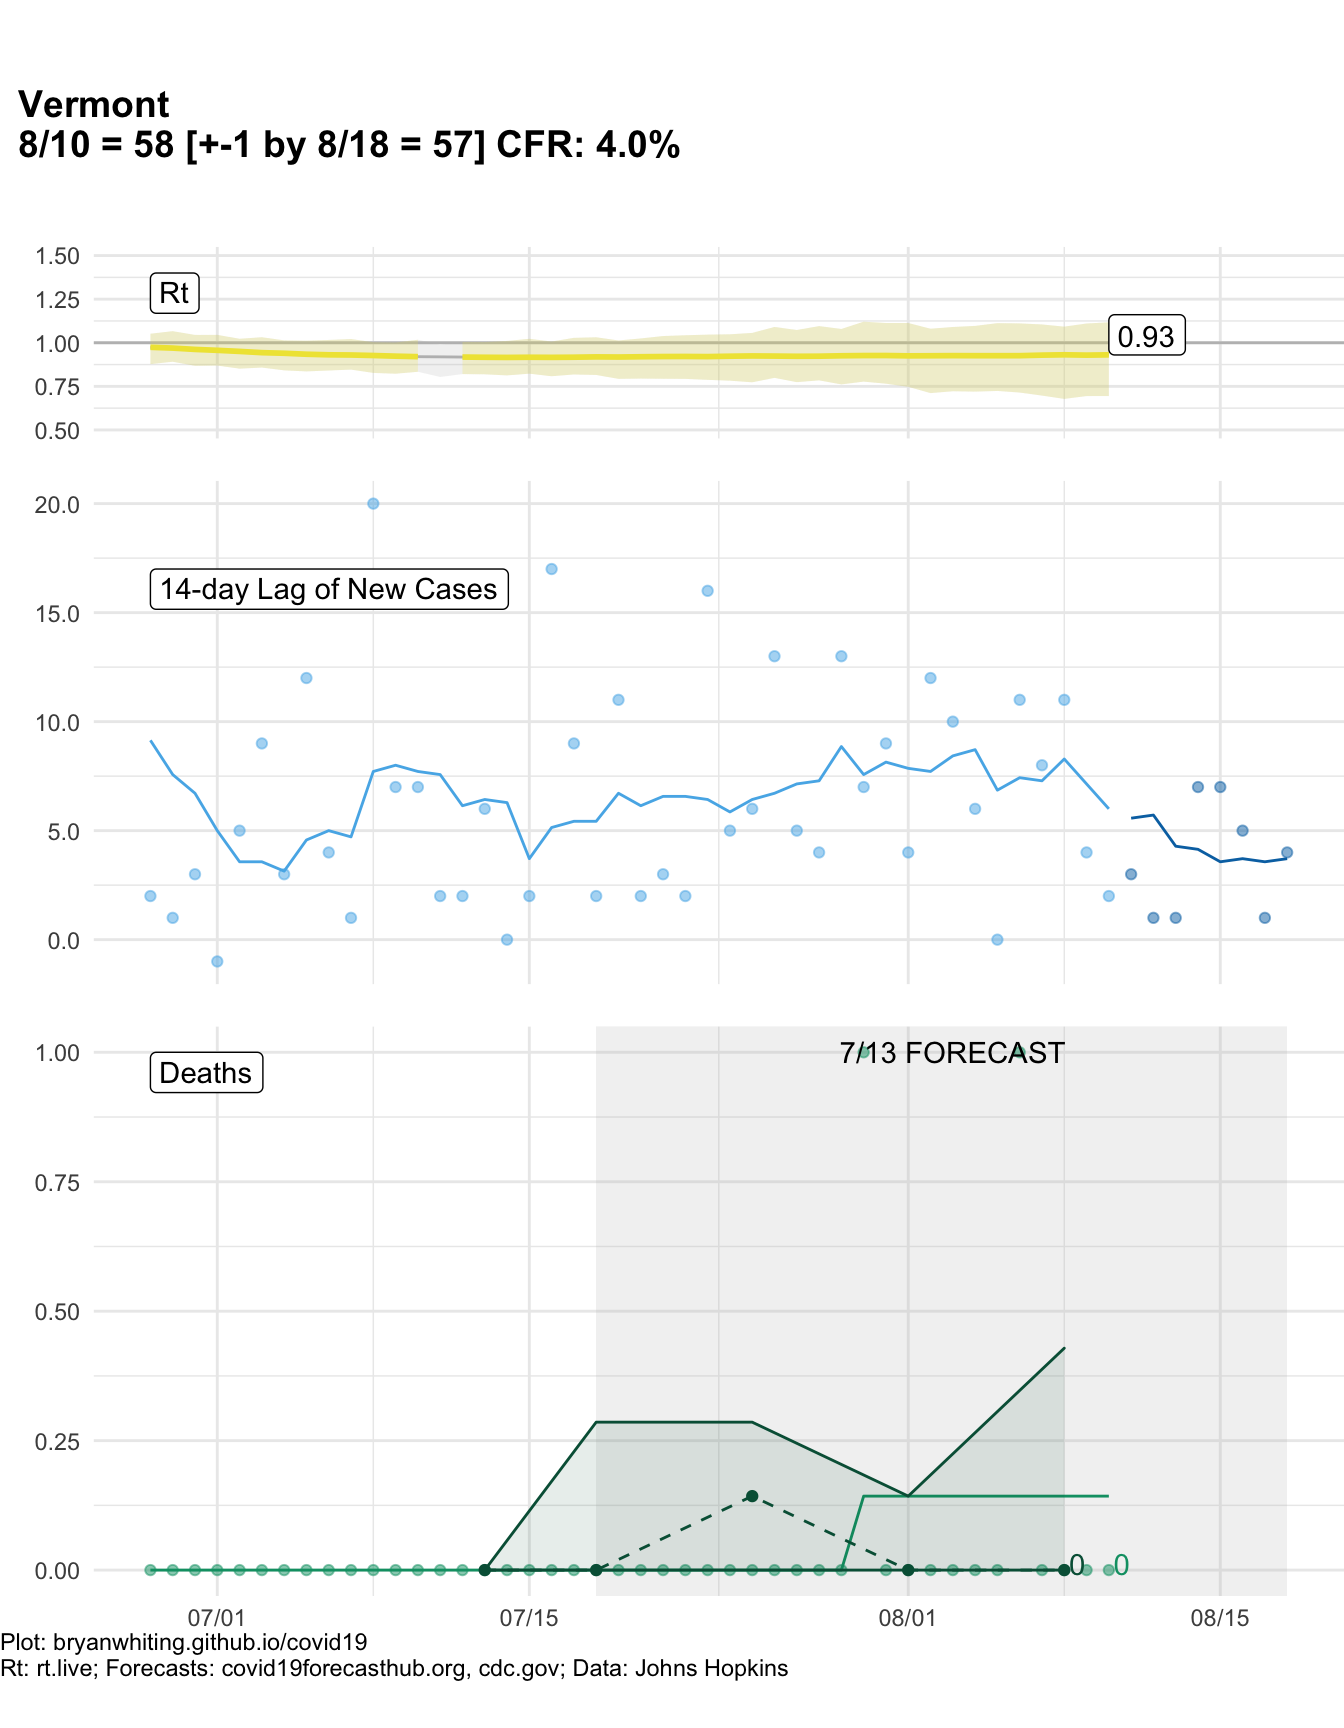 Vermont
8/10 = 58 [+-1 by 8/18 = 57] CFR: 4.0%
1.50
Rt
1.25
1.00
0.93
0.75
0.50
20.0
14-day Lag of New Cases
15.0
10.0
5.0
0.0
7/13 FORECAST
1.00
Deaths
0.75
0.50
0.25
0.00
0 0
07/01 07/15 08/01 08/15
Plot: bryanwhiting.github.io/covid19
Rt: rt.live; Forecasts: covid19forecasthub.org, cdc.gov; Data: Johns Hopkins